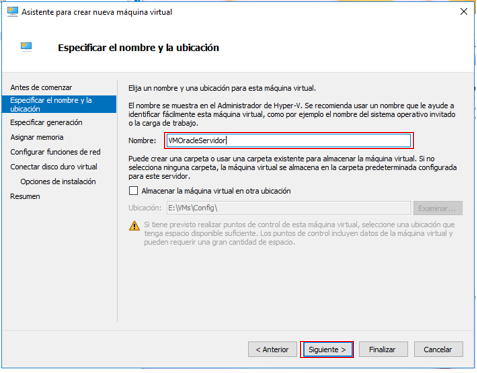 Asistente para crear nueva máquina virtual
Especificar el nombre y la ubicación
Antes de comenzar
Especificar el nombre y la
ubicación
Especificar generación
Asignar memoria
Configurar funciones de red
Conectar disco duro virtual
Opciones de instalación
Resumen
Elija un nombre y una ubicación para esta máquina virtual.
El nombre se muestra en el Administrador de Hyper-V. Se recomienda usar un nombre que le ayude a
identificar fácilmente esta máquina virtual, como por ejemplo el nombre del sistema operativo invitado
o la carga de trabajo.
Nombre: VMOracleServidor
Puede crear una carpeta o usar una carpeta existente para almacenar la máquina virtual. Si no
selecciona ninguna carpeta, la máquina virtual se almacena en la carpeta predeterminada configurada
para este servidor.
Almacenar la máquina virtual en otra ubicación
Ubicación: E:\VMs\Config\ Examinar...
Si tiene previsto realizar puntos de control de esta máquina virtual, seleccione una ubicación que
tenga espacio disponible suficiente. Los puntos de control incluyen datos de la máquina virtual y
pueden requerir una gran cantidad de espacio.
< Anterior Siguiente > Finalizar Cancelar